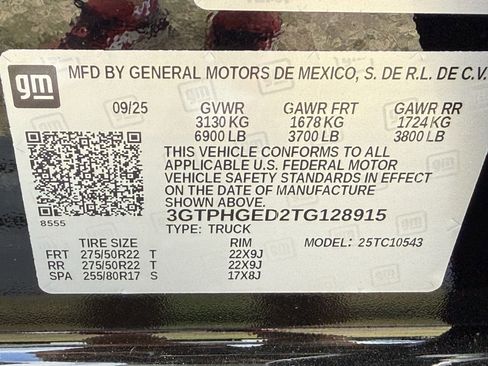 gm
MFD BY GENERAL MOTORS DE MEXICO, S. DE R.L. DE C.V.
09/25 GVWR GAWR FRT GAWR RR
3130 KG 1678 KG 1724 KG
6900 LB 3700 LB 3800 LB
THIS VEHICLE CONFORMS TO ALL
APPLICABLE U.S. FEDERAL MOTOR
VEHICLE SAFETY STANDARDS IN EFFECT
ON THE DATE OF MANUFACTURE
SHOWN ABOVE.
8555 3GTPHGED2TG128915
TYPE: TRUCK MODEL: 25TC10543
TIRE SIZE RIM
FRT 275/50R22 T 22X9J
RR 275/50R22 T 22X9J
SPA 255/80R17 S 17X8J